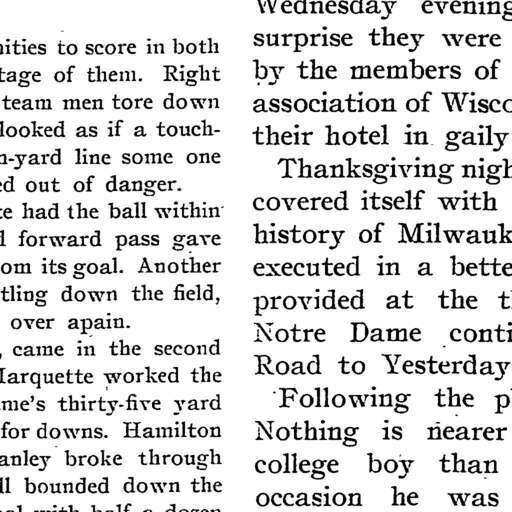 ities to score in both
tage of them. Right
team men tore down
looked as if a touch-
-yard line some one
ed out of danger.
te had the ball within
forward pass gave
om its goal. Another
tling down the field,
over apain.
, came in the second
Marquette worked the
me's thirty-five yard
for downs. Hamilton
anley broke through
ll bounded down the
al with half a dozen
Wednesday evening
surprise they were
by the members of
association of Wisco
their hotel in gaily
Thanksgiving nigh
covered itself with
history of Milwauk
executed in a bette
provided at the t
Notre Dame conti
Road to Yesterday
Following the p
Nothing is nearer
college boy than
occasion he was